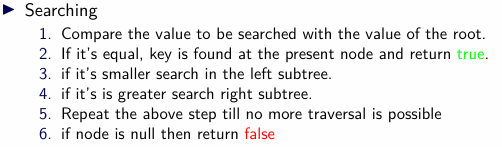 Searching
1. Compare the value to be searched with the value of the root.
2. If it's equal, key is found at the present node and return true.
3. if it's smaller search in the left subtree.
4. if it's is greater search right subtree.
5. Repeat the above step till no more traversal is possible
6. if node is null then return false